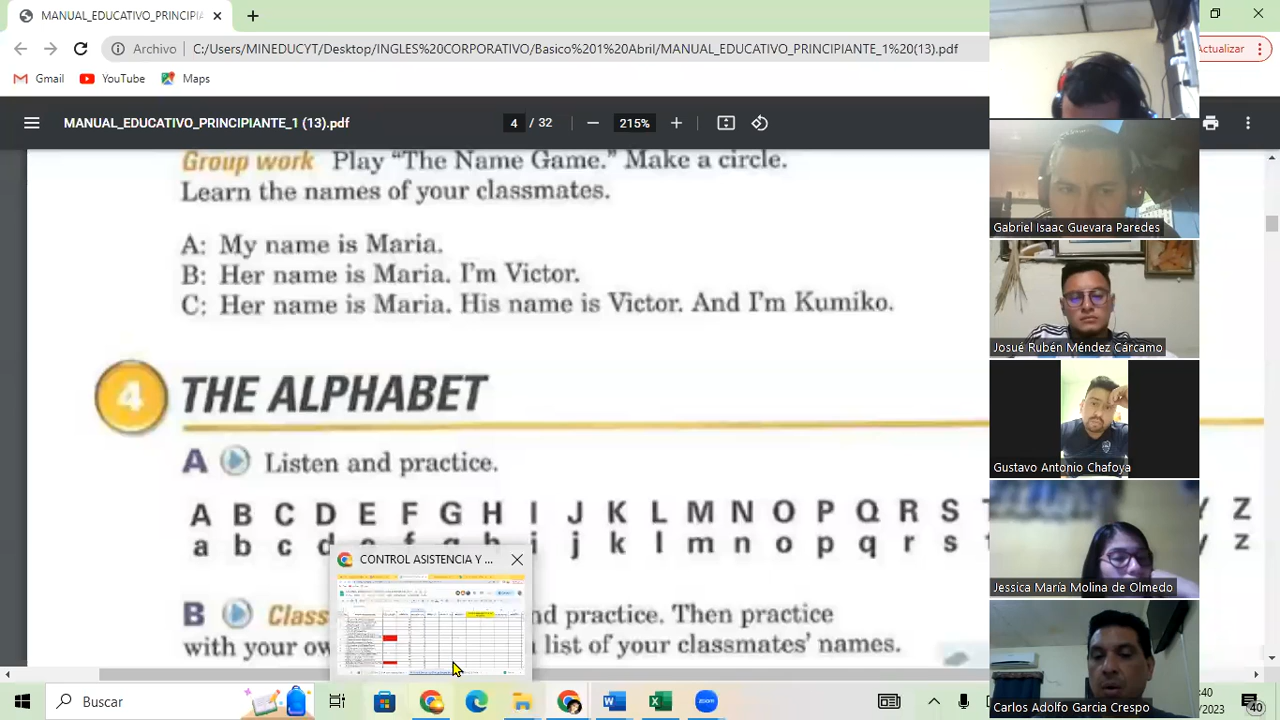 MANUAL_EDUCATIVO_PRINCIPIA
Archivo
C:/Users/MINEDUCYT/Desktop/INGLES%20CORPORATIVO/Basico%201%20Abril/MANUAL_EDUCATIVO_PRINCIPIANTE_1%20(13).pdf
Actualizar
Gmail
YouTube
Maps
MANUAL_EDUCATIVO_PRINCIPIANTE_1 (13).pdf
4 / 32
215%
Group work Play “The Name Game.” Make a circle.
Learn the names of your classmates.
A: My name is Maria.
B: Her name is Maria. I’m Victor.
C: Her name is Maria. His name is Victor. And I’m Kumiko.
4 THE ALPHABET
A Listen and practice.
A B C D E F G H I J K L M N O P Q R S Z
a b c d e f g h i j k l m n o p q r s z
CONTROL ASISTENCIA Y ...
B d practice. Then practice
with your list of your classmates’ names.
Gabriel Isaac Guevara Paredes
Josué Rubén Méndez Cárcamo
Gustavo Antonio Chafoya
Jessica María Molina de Olmedo
Carlos Adolfo Garcia Crespo
Buscar
:40
/2023
40